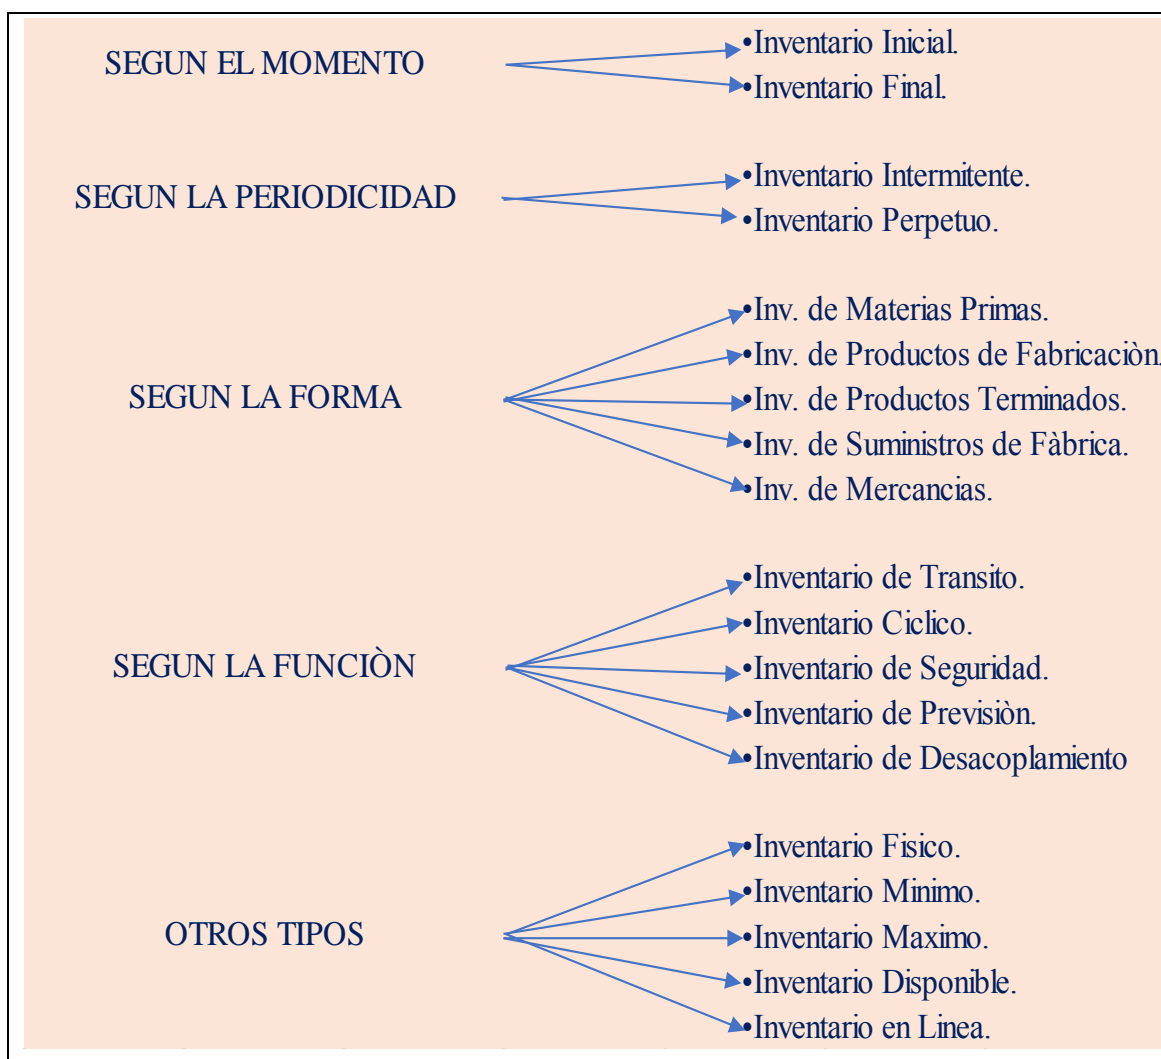 SEGUN EL MOMENTO
•Inventario Inicial.
•Inventario Final.
SEGUN LA PERIODICIDAD
•Inventario Intermitente.
•Inventario Perpetuo.
SEGUN LA FORMA
•Inv. de Materias Primas.
•Inv. de Productos de Fabricaciòn.
•Inv. de Productos Terminados.
•Inv. de Suministros de Fàbrica.
•Inv. de Mercancias.
SEGUN LA FUNCIÒN
•Inventario de Transito.
•Inventario Ciclico.
•Inventario de Seguridad.
•Inventario de Previsiòn.
•Inventario de Desacoplamiento
OTROS TIPOS
•Inventario Fisico.
•Inventario Minimo.
•Inventario Maximo.
•Inventario Disponible.
•Inventario en Linea.